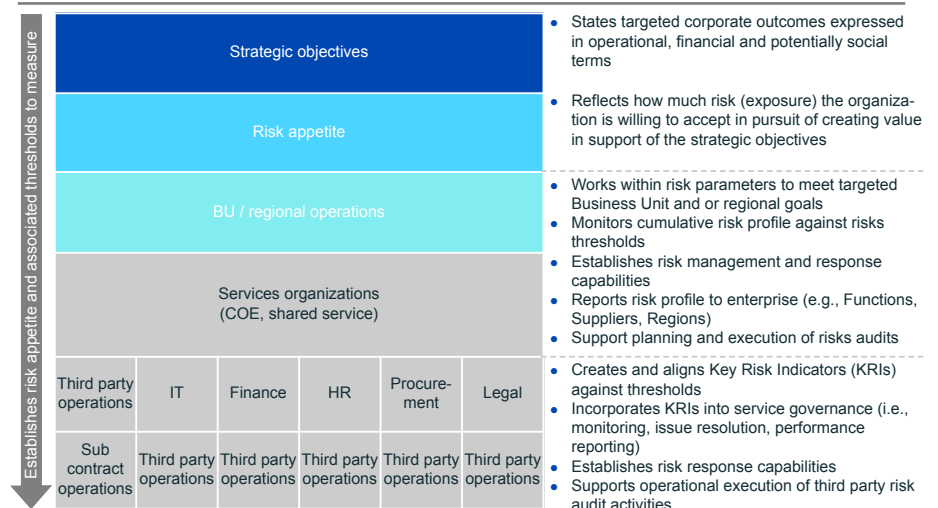 Establishes risk appetite and associated thresholds to measure
Strategic objectives
Risk appetite
BU / regional operations
Services organizations
(COE, shared service)
Third party
operations
IT
Finance
HR
Procure-
ment
Legal
Sub
contract
operations
Third party
operations
Third party
operations
Third party
operations
Third party
operations
Third party
operations
● States targeted corporate outcomes expressed
in operational, financial and potentially social
terms
● Reflects how much risk (exposure) the organiza-
tion is willing to accept in pursuit of creating value
in support of the strategic objectives
● Works within risk parameters to meet targeted
Business Unit and or regional goals
● Monitors cumulative risk profile against risks
thresholds
● Establishes risk management and response
capabilities
● Reports risk profile to enterprise (e.g., Functions,
Suppliers, Regions)
● Support planning and execution of risks audits
● Creates and aligns Key Risk Indicators (KRIs)
against thresholds
● Incorporates KRIs into service governance (i.e.,
monitoring, issue resolution, performance
reporting)
● Establishes risk response capabilities
● Supports operational execution of third party risk
audit activities